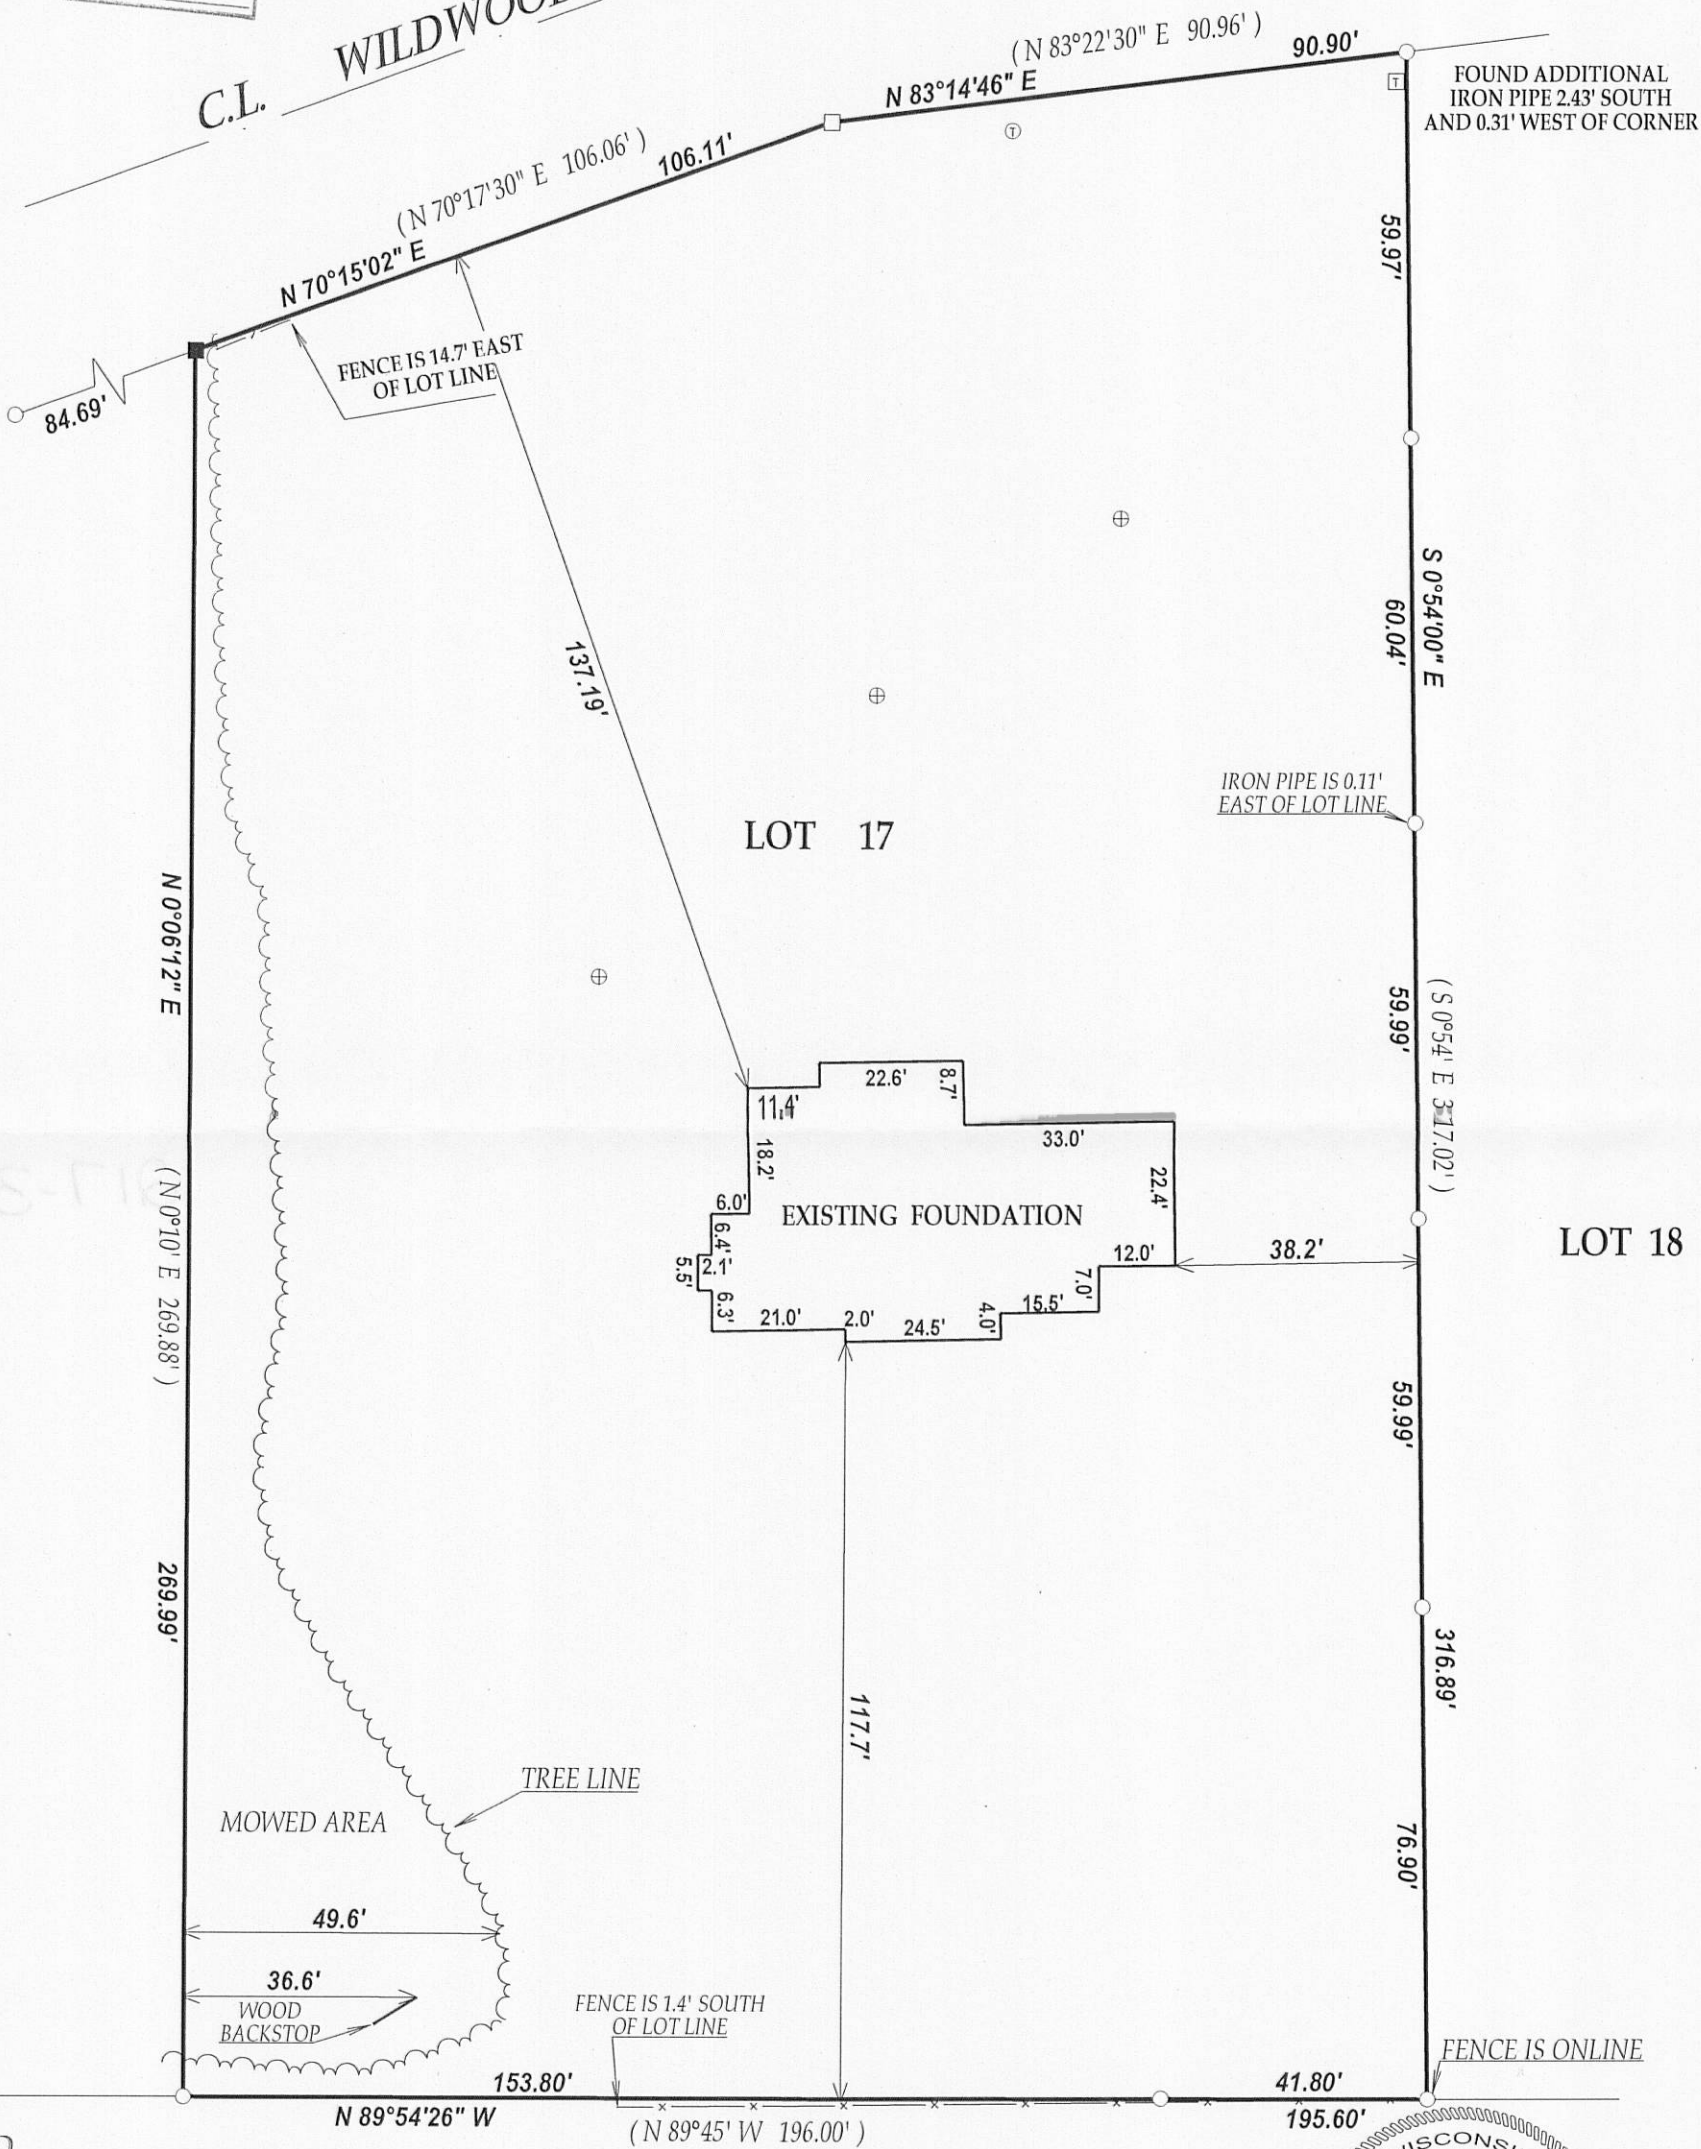 C.L. WILDWOO
( N 83°22'30" E 90.96' )
90.90'
N 83°14'46" E
T
FOUND ADDITIONAL
IRON PIPE 2.43' SOUTH
AND 0.31' WEST OF CORNER
T
( N 70°17'30" E 106.06' )
106.11'
N 70°15'02" E
59.97'
FENCE IS 14.7' EAST
OF LOT LINE
84.69'
S 0°54'00" E
60.04'
137.19'
IRON PIPE IS 0.11'
EAST OF LOT LINE
LOT 17
N 0°06'12" E
59.99'
( S 0°54' E 317.02' )
22.6'
8.7'
11.4'
33.0'
18.2'
22.4'
6.0'
EXISTING FOUNDATION
6.4'
LOT 18
12.0'
38.2'
5.5'
2.1'
7.0'
6.3'
15.5'
21.0'
2.0'
24.5'
4.0'
( N 0°10' E 269.88' )
59.99'
269.99'
316.89'
117.7'
TREE LINE
MOWED AREA
76.90'
49.6'
36.6'
WOOD
BACKSTOP
FENCE IS 1.4' SOUTH
OF LOT LINE
FENCE IS ONLINE
153.80'
41.80'
N 89°54'26" W
195.60'
( N 89°45' W 196.00' )
ISCONS